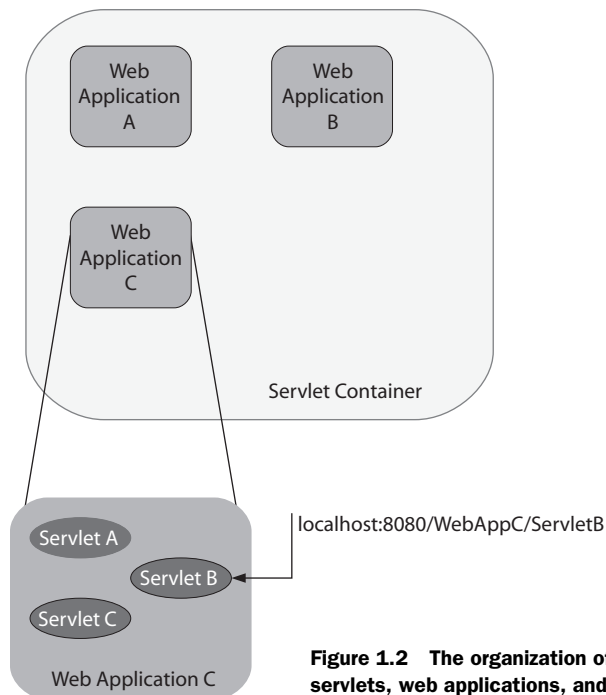 Web
Application
A
Web
Application
B
Web
Application
C
Servlet Container
localhost:8080/WebAppC/ServletB
Servlet A
Servlet B
Servlet C
Web Application C
Figure 1.2 The organization of
servlets, web applications, and